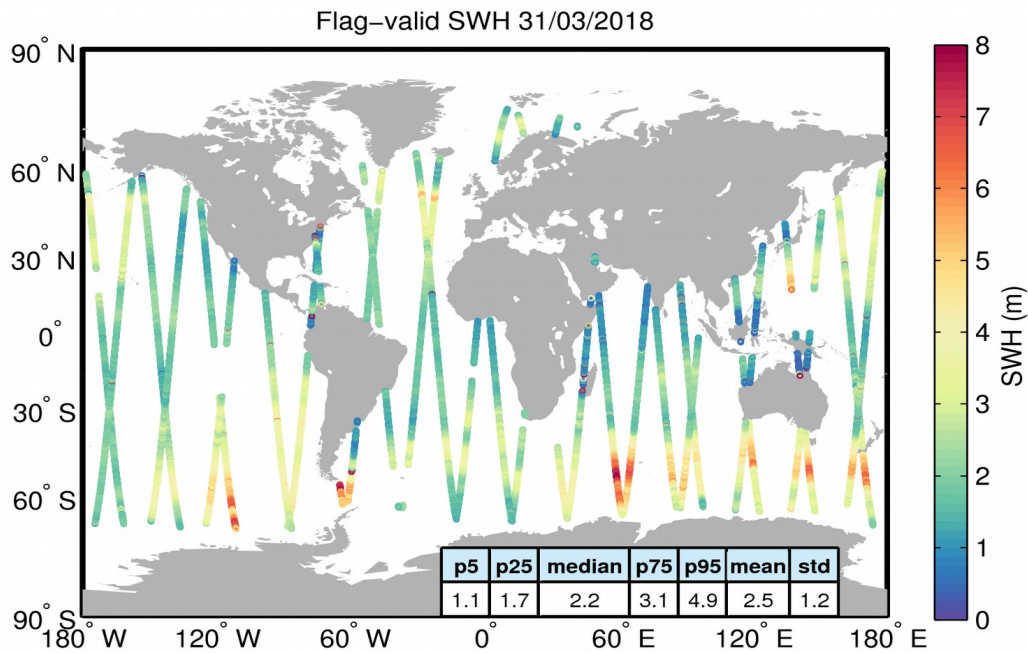 Flag−valid SWH 31/03/2018
90° N
60° N
30° N
0°
30° S
60° S
90° S
180° W
120° W
60° W
0°
60° E
120° E
180° E
p5 p25 median p75 p95 mean std
1.1 1.7 2.2 3.1 4.9 2.5 1.2
8
7
6
5
4
3
2
1
0
SWH (m)